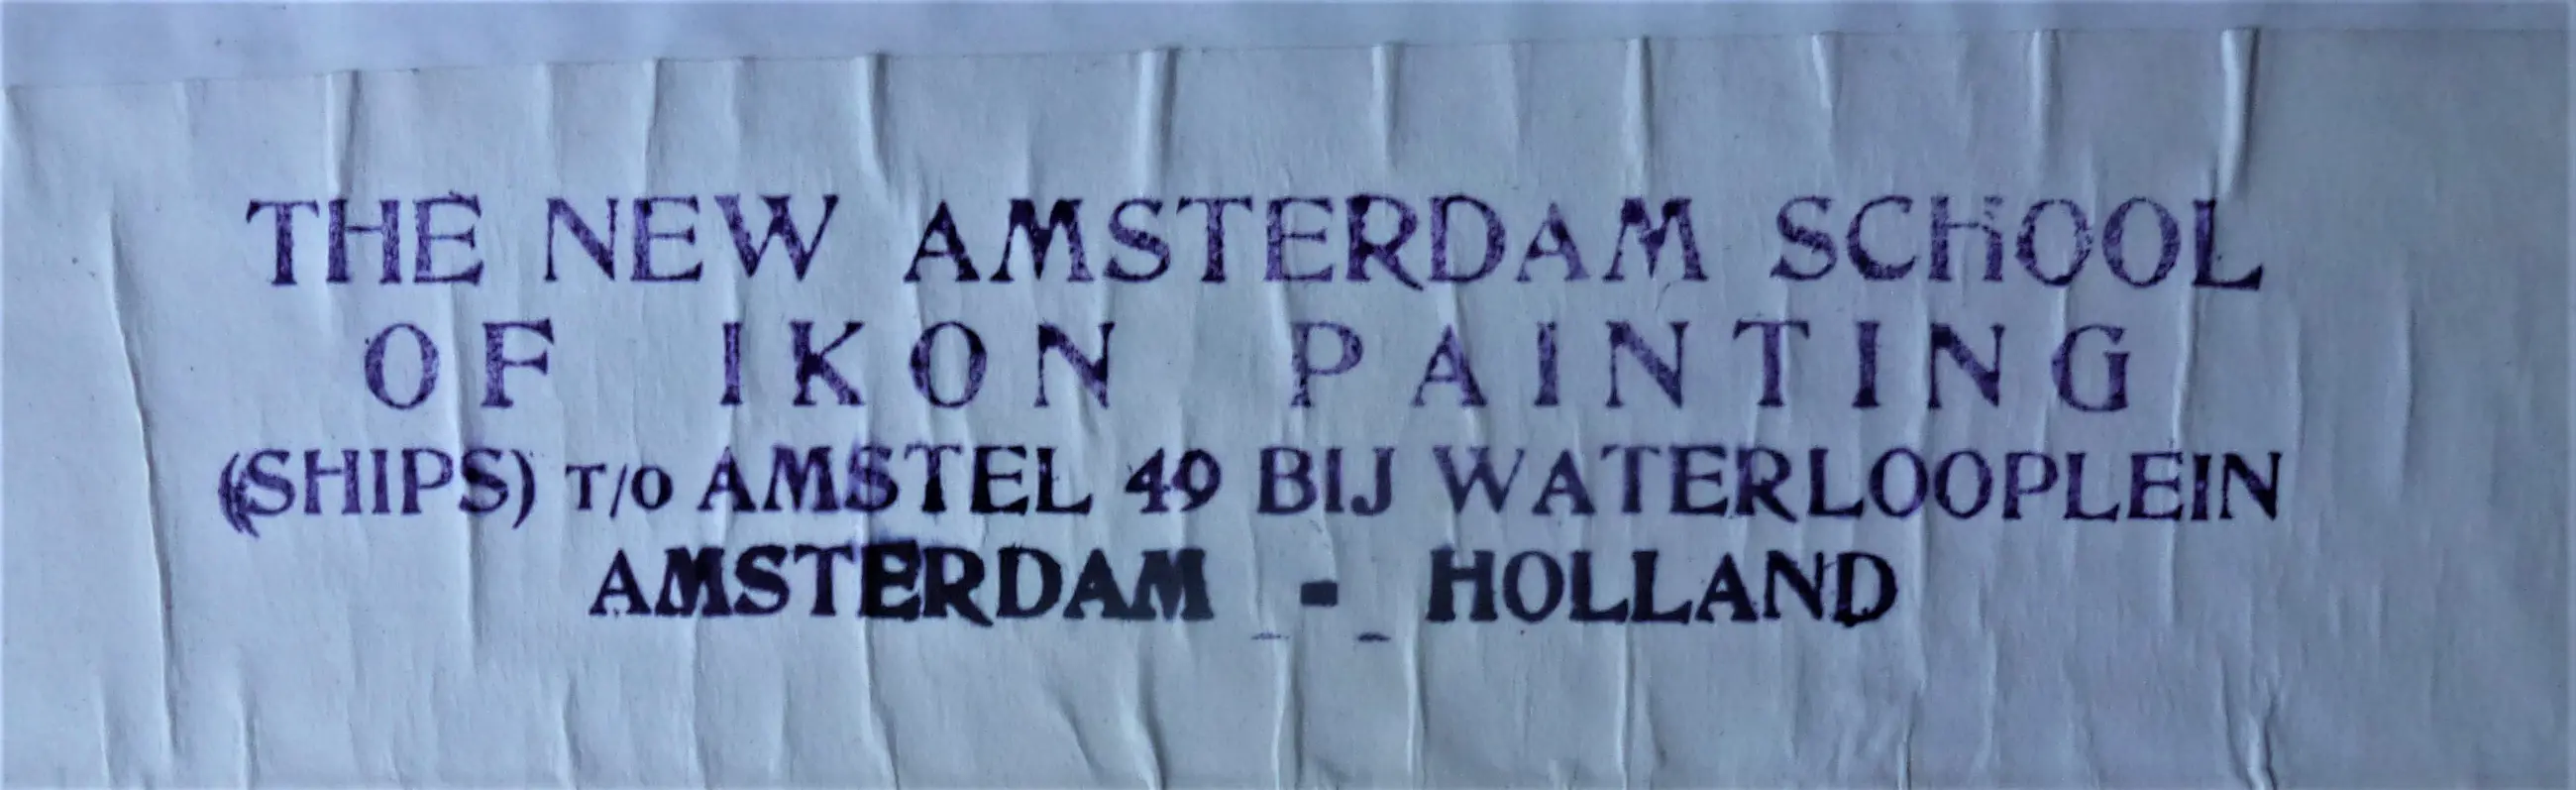 THE NEW AMSTERDAM SCHOOL
OF IKON PAINTING
(SHIPS) T/O AMSTEL 49 BIJ WATERLOOPLEIN
AMSTERDAM - HOLLAND